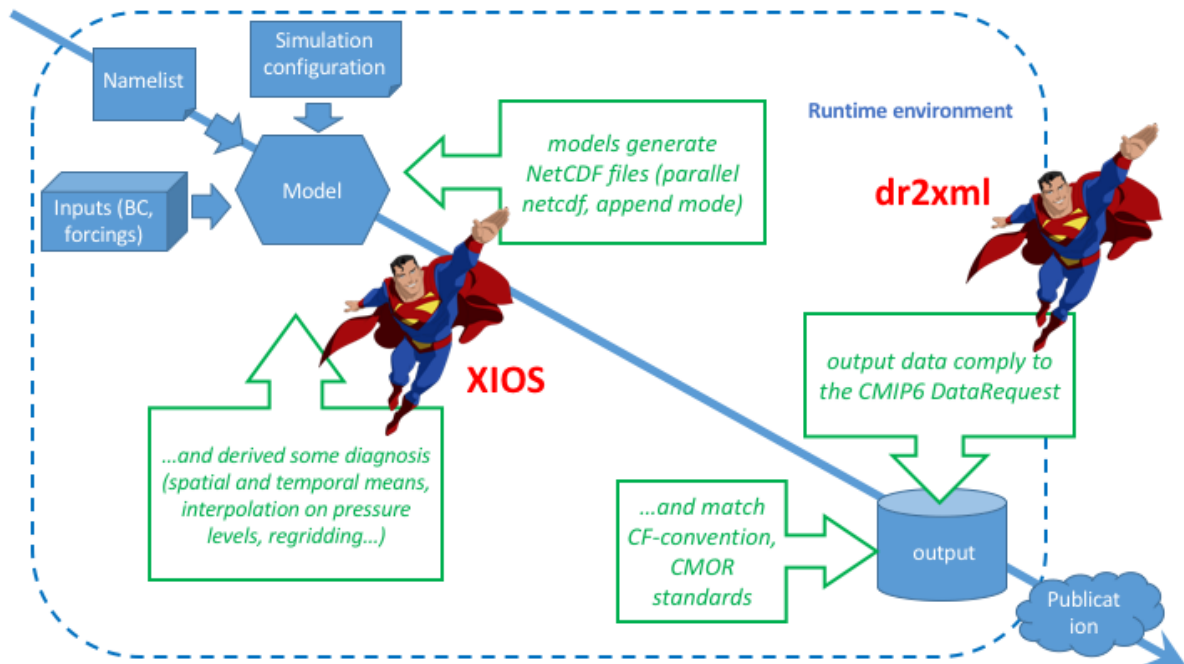 Simulation
configuration
Namelist
Runtime environment
models generate
NetCDF files (parallel
netcdf, append mode)
Model
dr2xml
Inputs (BC,
forcings)
XIOS
output data comply to
the CMIP6 DataRequest
...and derived some diagnosis
(spatial and temporal means,
interpolation on pressure
levels, regridding...)
...and match
CF-convention,
CMOR
standards
output
Publicat
ion